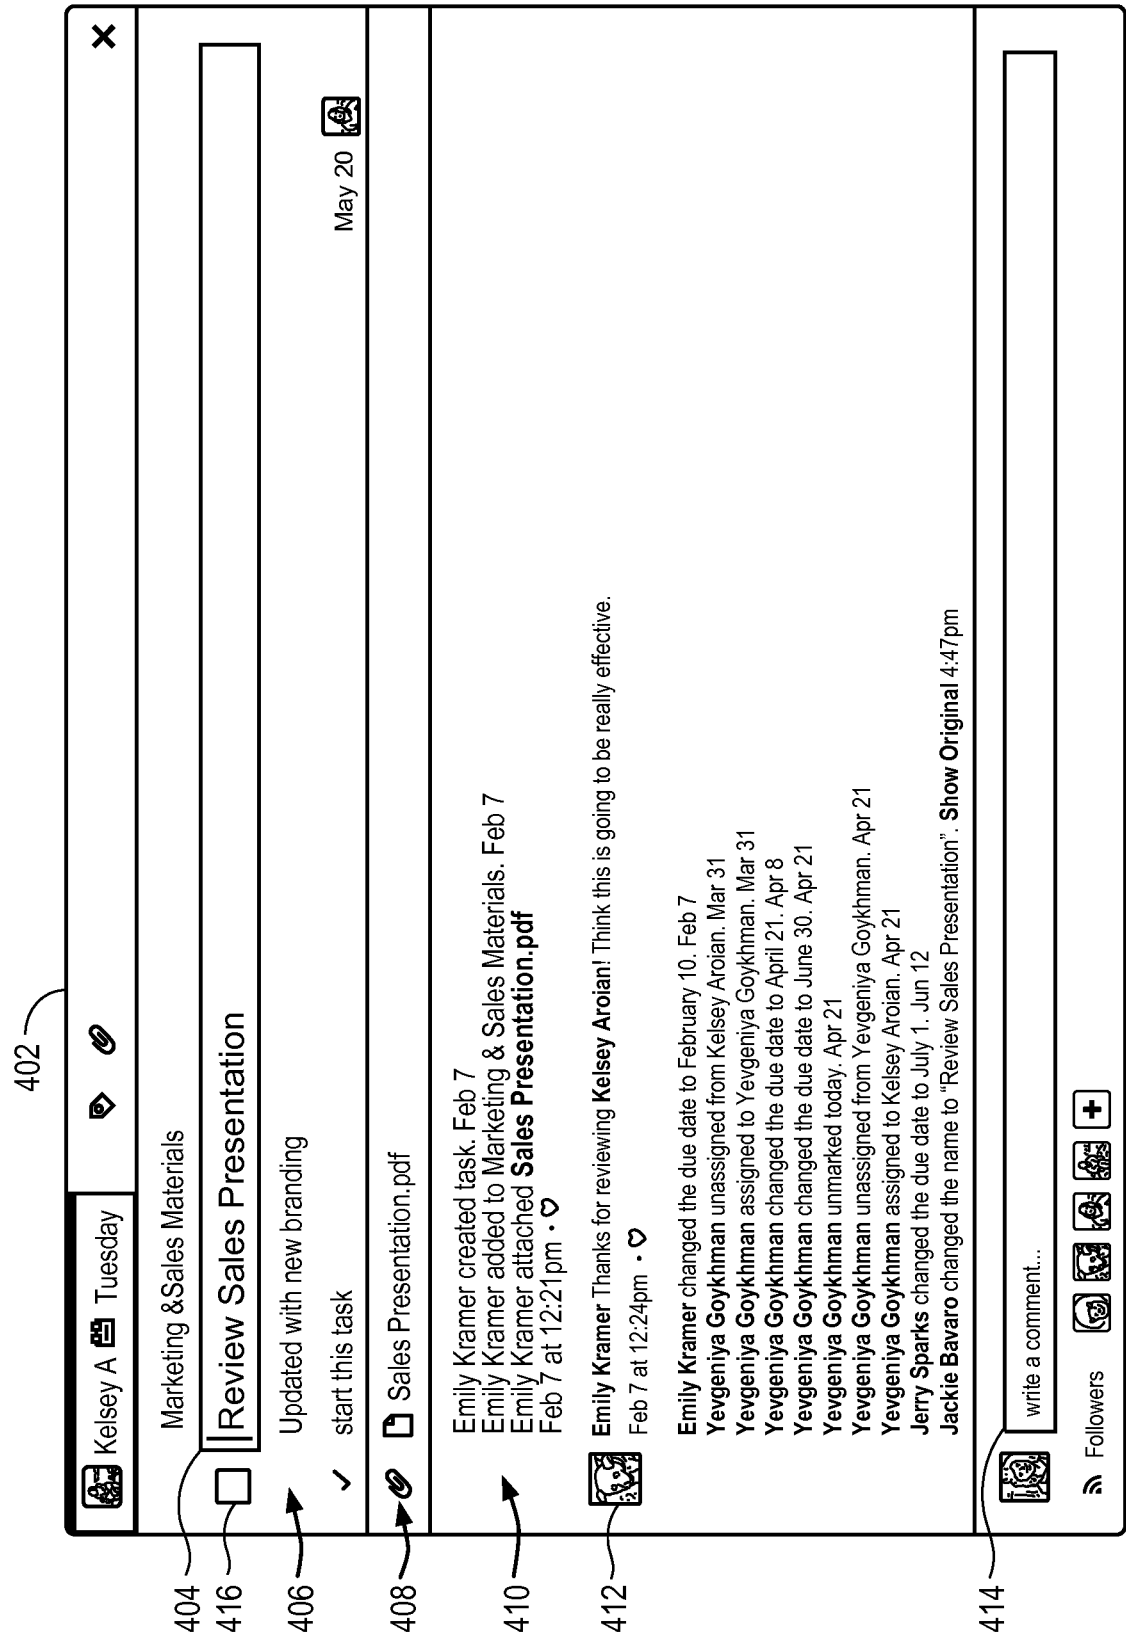 402
Kelsey A Tuesday
Marketing &Sales Materials
404
Review Sales Presentation
416
Updated with new branding
406
start this task May 20
Sales Presentation.pdf
408
Emily Kramer created task. Feb 7
Emily Kramer added to Marketing & Sales Materials. Feb 7
410
Emily Kramer attached Sales Presentation.pdf
Feb 7 at 12:21pm •
Emily Kramer Thanks for reviewing Kelsey Aroian! Think this is going to be really effective.
412
Feb 7 at 12:24pm •
Emily Kramer changed the due date to February 10. Feb 7
Yevgeniya Goykhman unassigned from Kelsey Aroian. Mar 31
Yevgeniya Goykhman assigned to Yevgeniya Goykhman. Mar 31
Yevgeniya Goykhman changed the due date to April 21. Apr 8
Yevgeniya Goykhman changed the due date to June 30. Apr 21
Yevgeniya Goykhman unmarked today. Apr 21
Yevgeniya Goykhman unassigned from Yevgeniya Goykhman. Apr 21
Yevgeniya Goykhman assigned to Kelsey Aroian. Apr 21
Jerry Sparks changed the due date to July 1. Jun 12
Jackie Bavaro changed the name to “Review Sales Presentation”. Show Original 4:47pm
414
write a comment...
Followers